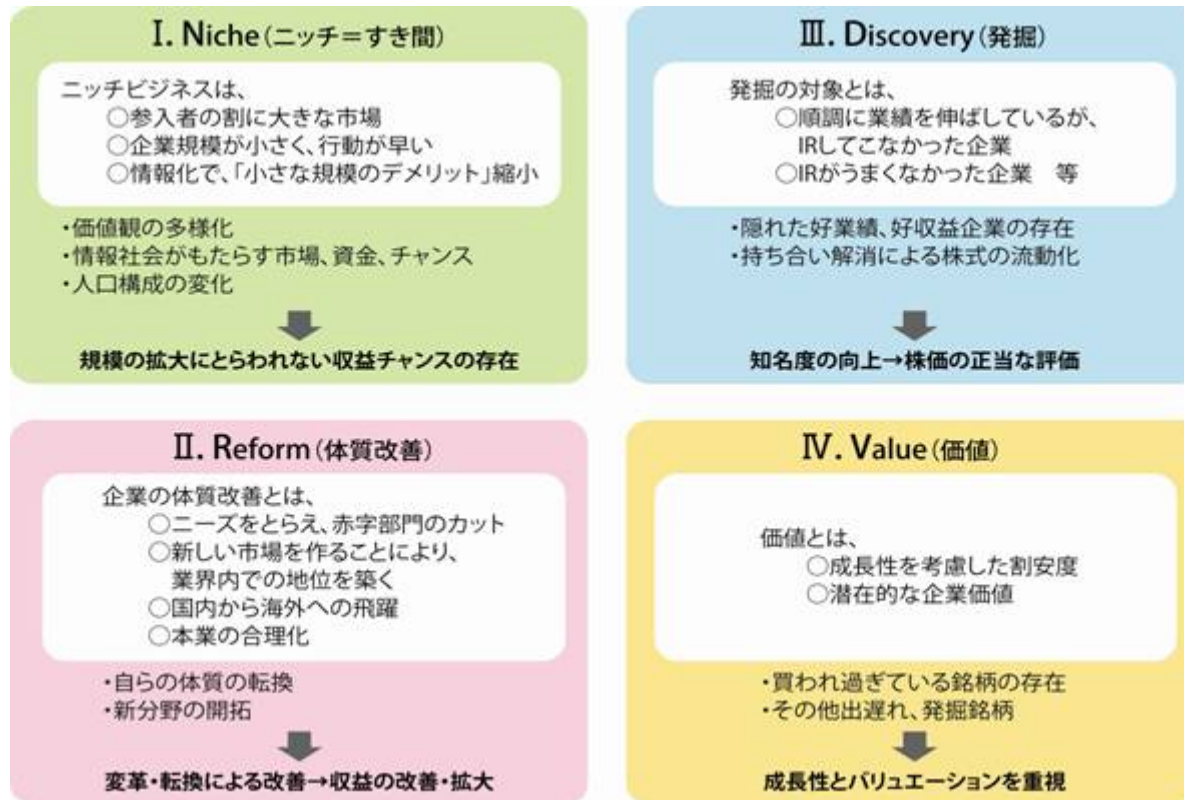 Ⅰ. Niche(ニッチ=すき間)
ニッチビジネスは、
○参入者の割に大きな市場
○企業規模が小さく、行動が早い
○情報化で、「小さな規模のデメリット」縮小
・価値観の多様化
・情報社会がもたらす市場、資金、チャンス
・人口構成の変化
規模の拡大にとらわれない収益チャンスの存在
Ⅱ. Reform(体質改善)
企業の体質改善とは、
○ニーズをとらえ、赤字部門のカット
○新しい市場を作ることにより、
業界内での地位を築く
○国内から海外への飛躍
○本業の合理化
・自らの体質の転換
・新分野の開拓
変革・転換による改善→収益の改善・拡大
Ⅲ. Discovery(発掘)
発掘の対象とは、
○順調に業績を伸ばしているが、
IRしてこなかった企業
○IRがうまくなかった企業 等
・隠れた好業績、好収益企業の存在
・持ち合い解消による株式の流動化
知名度の向上→株価の正当な評価
Ⅳ. Value(価値)
価値とは、
○成長性を考慮した割安度
○潜在的な企業価値
・買われ過ぎている銘柄の存在
・その他出遅れ、発掘銘柄
成長性とバリュエーションを重視